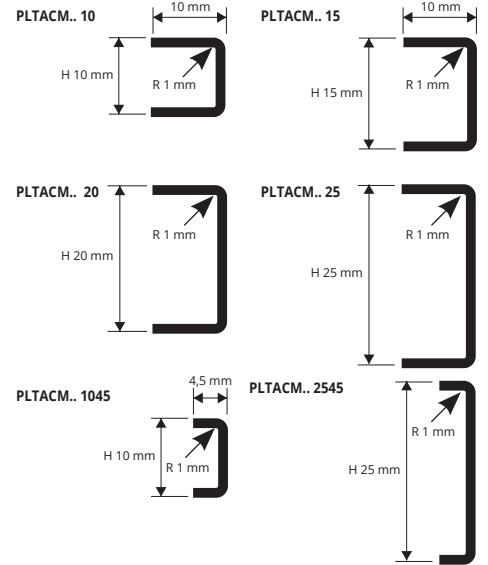 PLTACM.. 10
10 mm
H 10 mm
R 1 mm
PLTACM.. 15
10 mm
H 15 mm
R 1 mm
PLTACM.. 20
H 20 mm
R 1 mm
PLTACM.. 25
H 25 mm
R 1 mm
PLTACM.. 1045
4,5 mm
H 10 mm
R 1 mm
PLTACM.. 2545
H 25 mm
R 1 mm